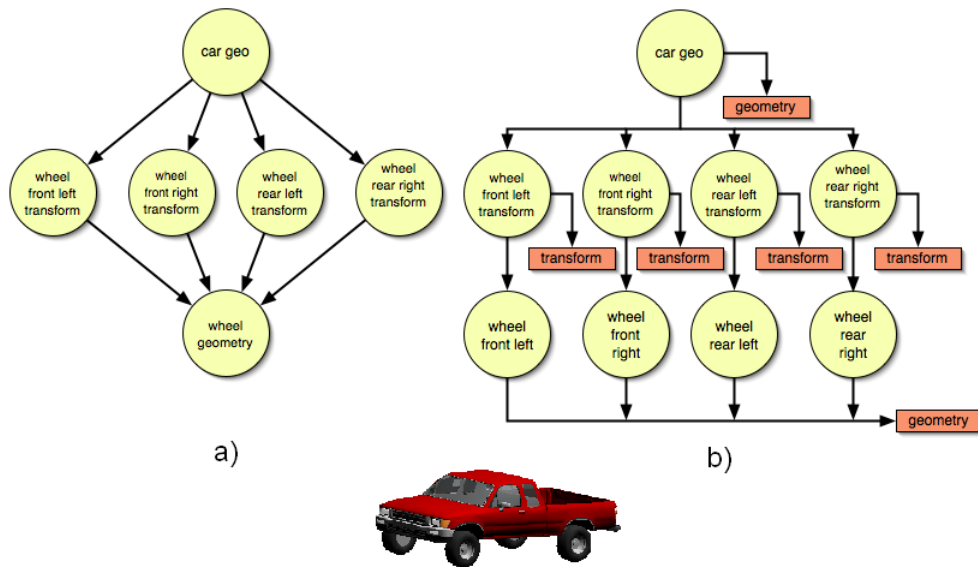 car geo
wheel
front left
transform
wheel
front right
transform
wheel
rear left
transform
wheel
rear right
transform
wheel
geometry
a)
car geo
geometry
wheel
front left
transform
wheel
front right
transform
wheel
rear left
transform
wheel
rear right
transform
transform
transform
transform
transform
wheel
front left
wheel
front
right
wheel
rear left
wheel
rear
right
geometry
b)